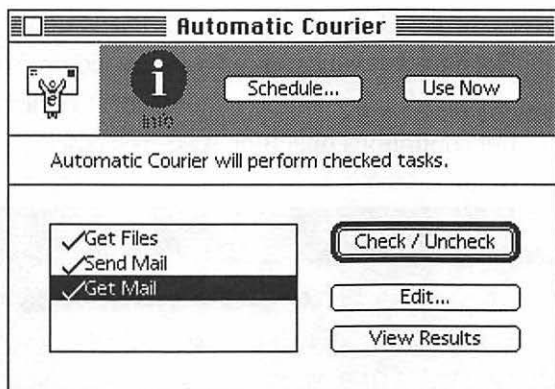 Automatic Courier
i
info
Schedule...
Use Now
Automatic Courier will perform checked tasks.
Get Files
Send Mail
Get Mail
Check / Uncheck
Edit...
View Results